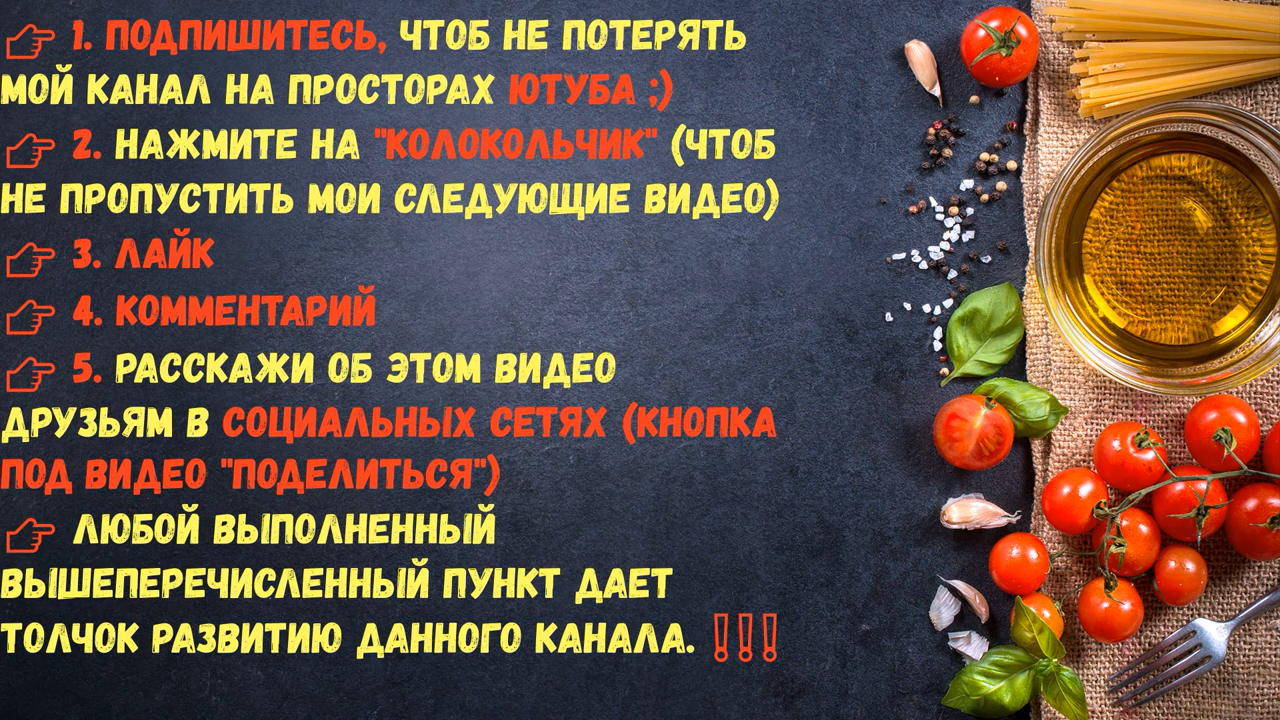 👉 1. ПОДПИШИТЕСЬ, ЧТОБ НЕ ПОТЕРЯТЬ
МОЙ КАНАЛ НА ПРОСТОРАХ ЮТУБА ;)
👉 2. НАЖМИТЕ НА "КОЛОКОЛЬЧИК" (ЧТОБ
НЕ ПРОПУСТИТЬ МОИ СЛЕДУЮЩИЕ ВИДЕО)
👉 3. ЛАЙК
👉 4. КОММЕНТАРИЙ
👉 5. РАССКАЖИ ОБ ЭТОМ ВИДЕО
ДРУЗЬЯМ В СОЦИАЛЬНЫХ СЕТЯХ (КНОПКА
ПОД ВИДЕО "ПОДЕЛИТЬСЯ")
👉 ЛЮБОЙ ВЫПОЛНЕННЫЙ
ВЫШЕПЕРЕЧИСЛЕННЫЙ ПУНКТ ДАЕТ
ТОЛЧОК РАЗВИТИЮ ДАННОГО КАНАЛА. ❗❗❗